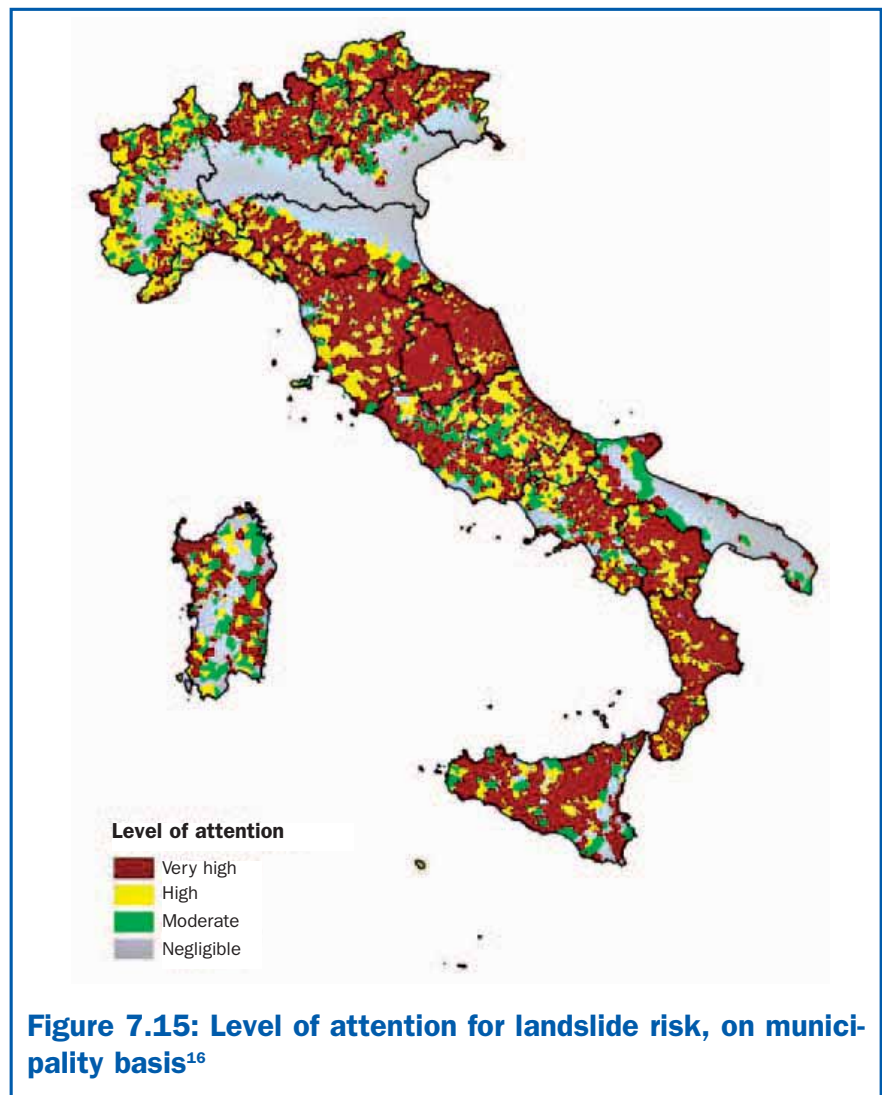 Level of attention
Very high
High
Moderate
Negligible
Figure 7.15: Level of attention for landslide risk, on munici-
pality basis16